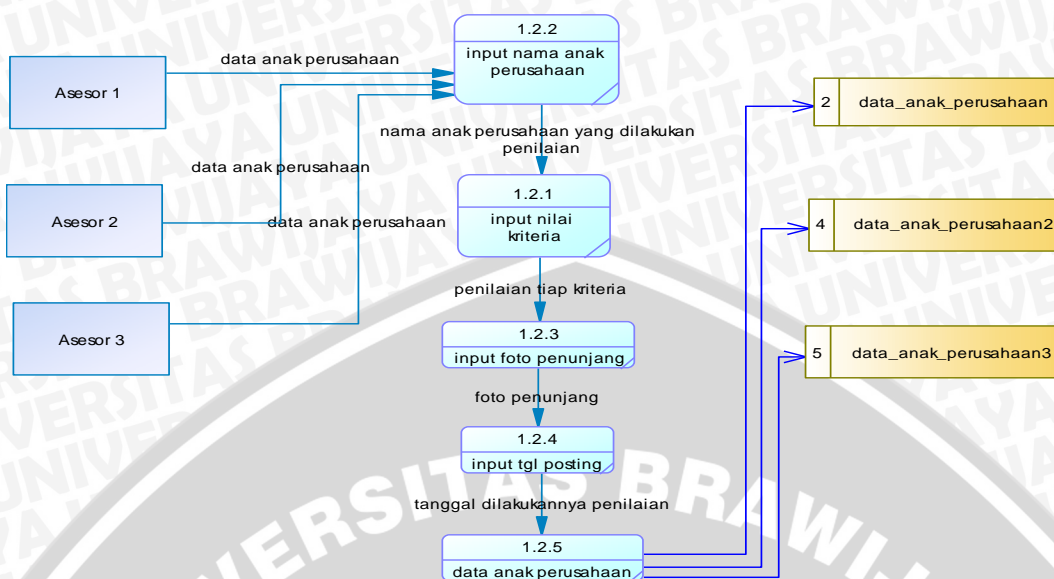 1.2.2
input nama anak
perusahaan
data anak perusahaan
Asesor 1
2
data_anak_perusahaan
nama anak perusahaan yang dilakukan
penilaian
data anak perusahaan
1.2.1
input nilai
kriteria
Asesor 2
data anak perusahaan
4
data_anak_perusahaan2
penilaian tiap kriteria
Asesor 3
1.2.3
input foto penunjang
5
data_anak_perusahaan3
foto penunjang
1.2.4
input tgl posting
tanggal dilakukannya penilaian
1.2.5
data anak perusahaan